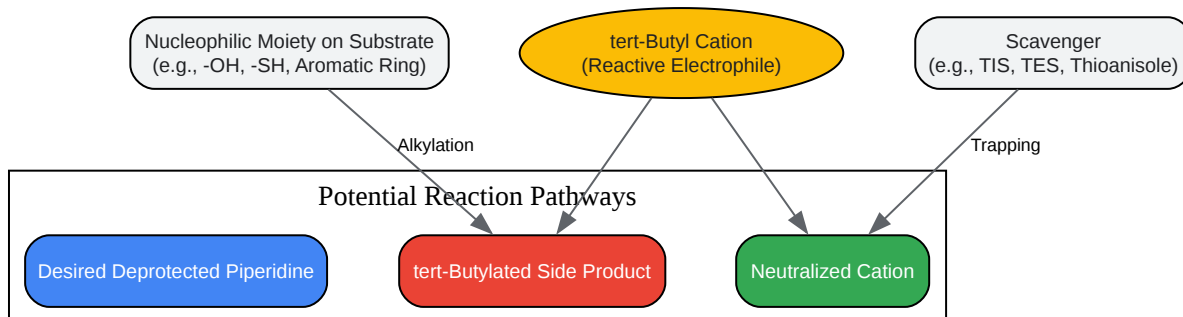 Nucleophilic Moiety on Substrate
(e.g., -OH, -SH, Aromatic Ring)
tert-Butyl Cation
(Reactive Electrophile)
Scavenger
(e.g., TIS, TES, Thioanisole)
Alkylation
Trapping
Potential Reaction Pathways
Desired Deprotected Piperidine
tert-Butylated Side Product
Neutralized Cation